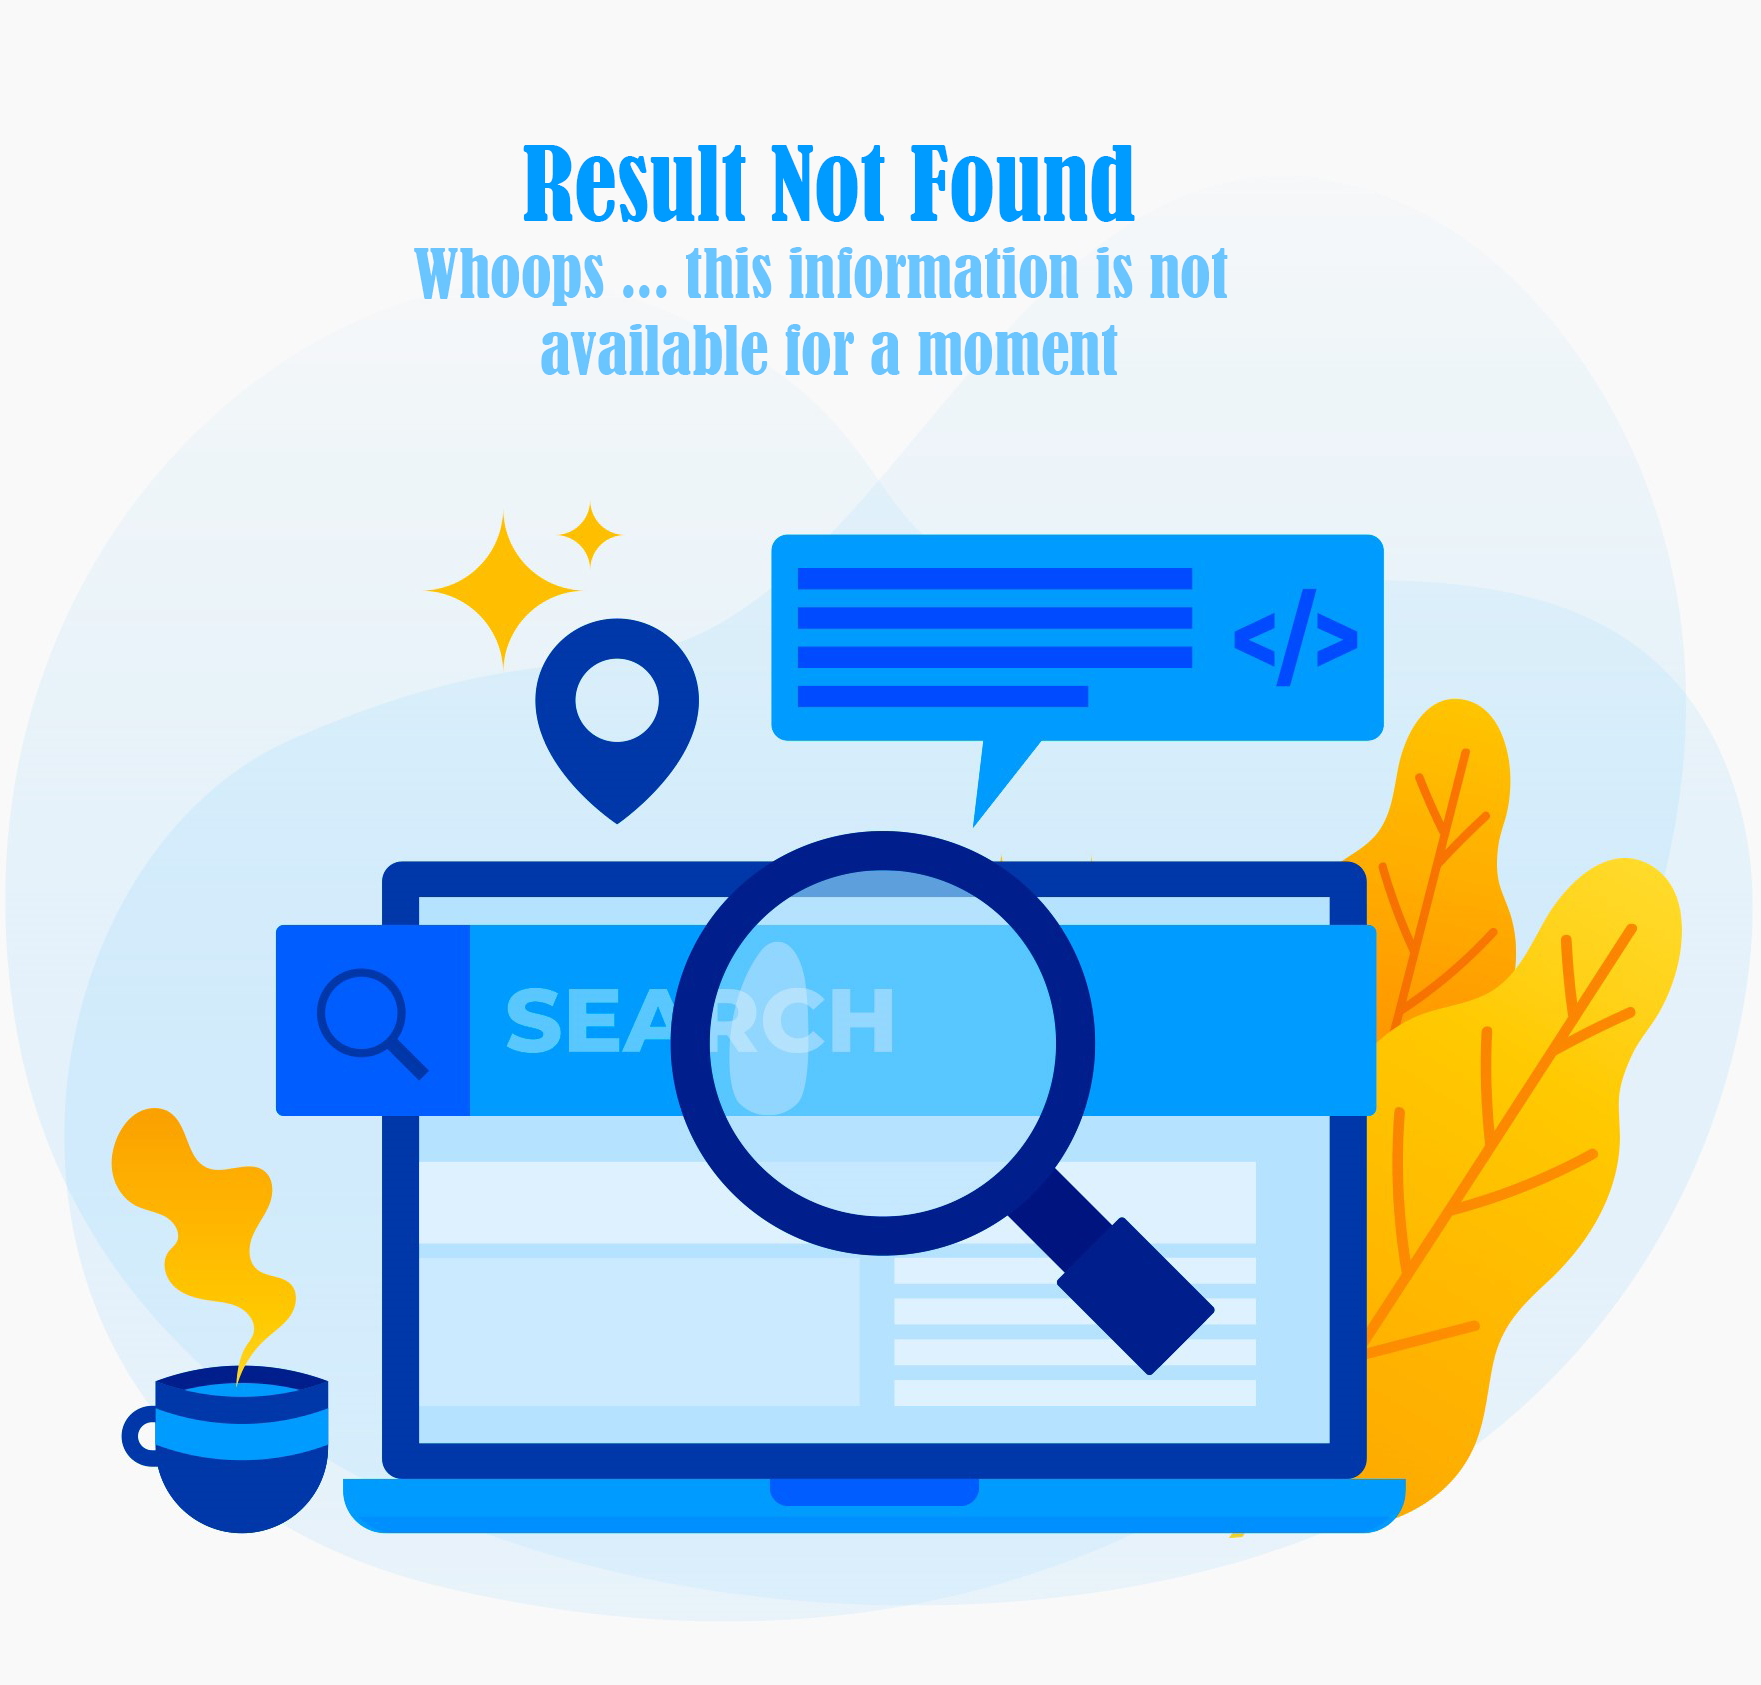 Result Not Found
Whoops ... this information is not
available for a moment
</>
SEARCH